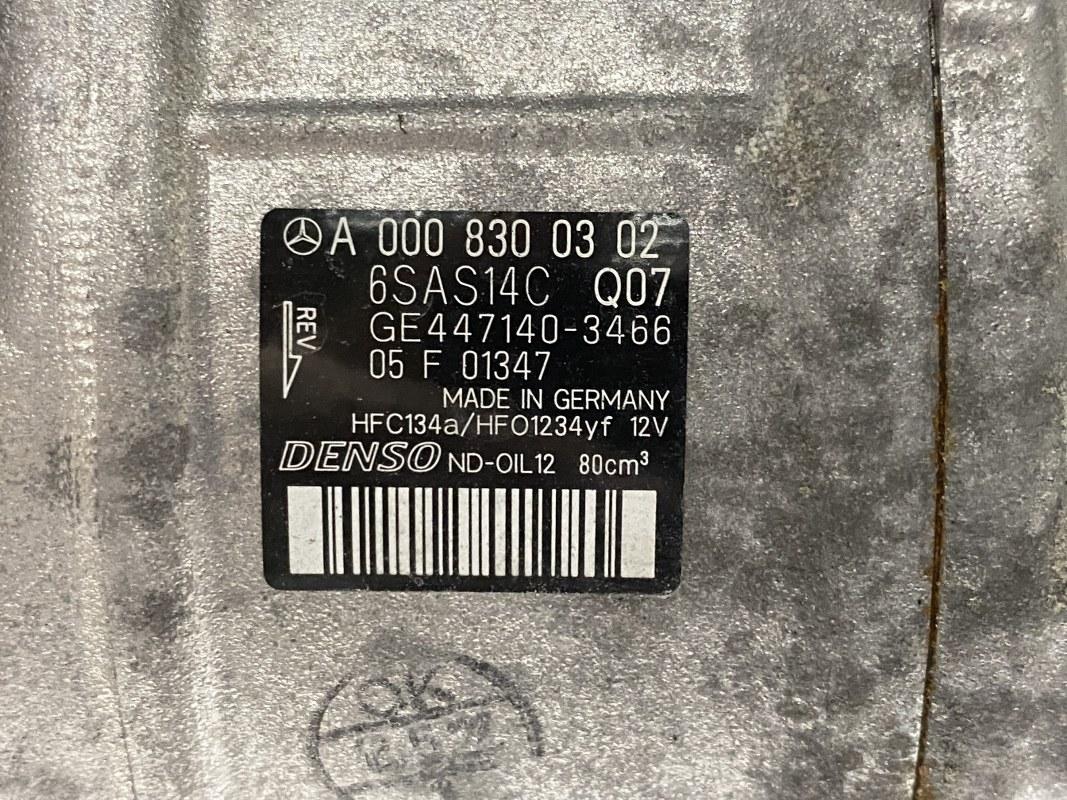 A 000 830 03 02
6SAS14C Q07
REV
GE447140-3466
05 F 01347
MADE IN GERMANY
HFC134a/HFO1234yf 12V
DENSO ND-OIL12 80cm³
OK